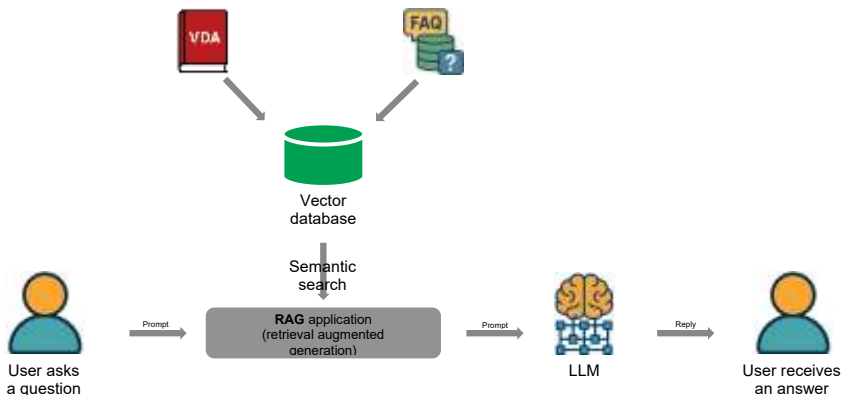 VDA
FAQ
?
Vector
database
Semantic
search
Prompt
RAG application
(retrieval augmented
generation)
Prompt
Reply
User asks
a question
LLM
User receives
an answer